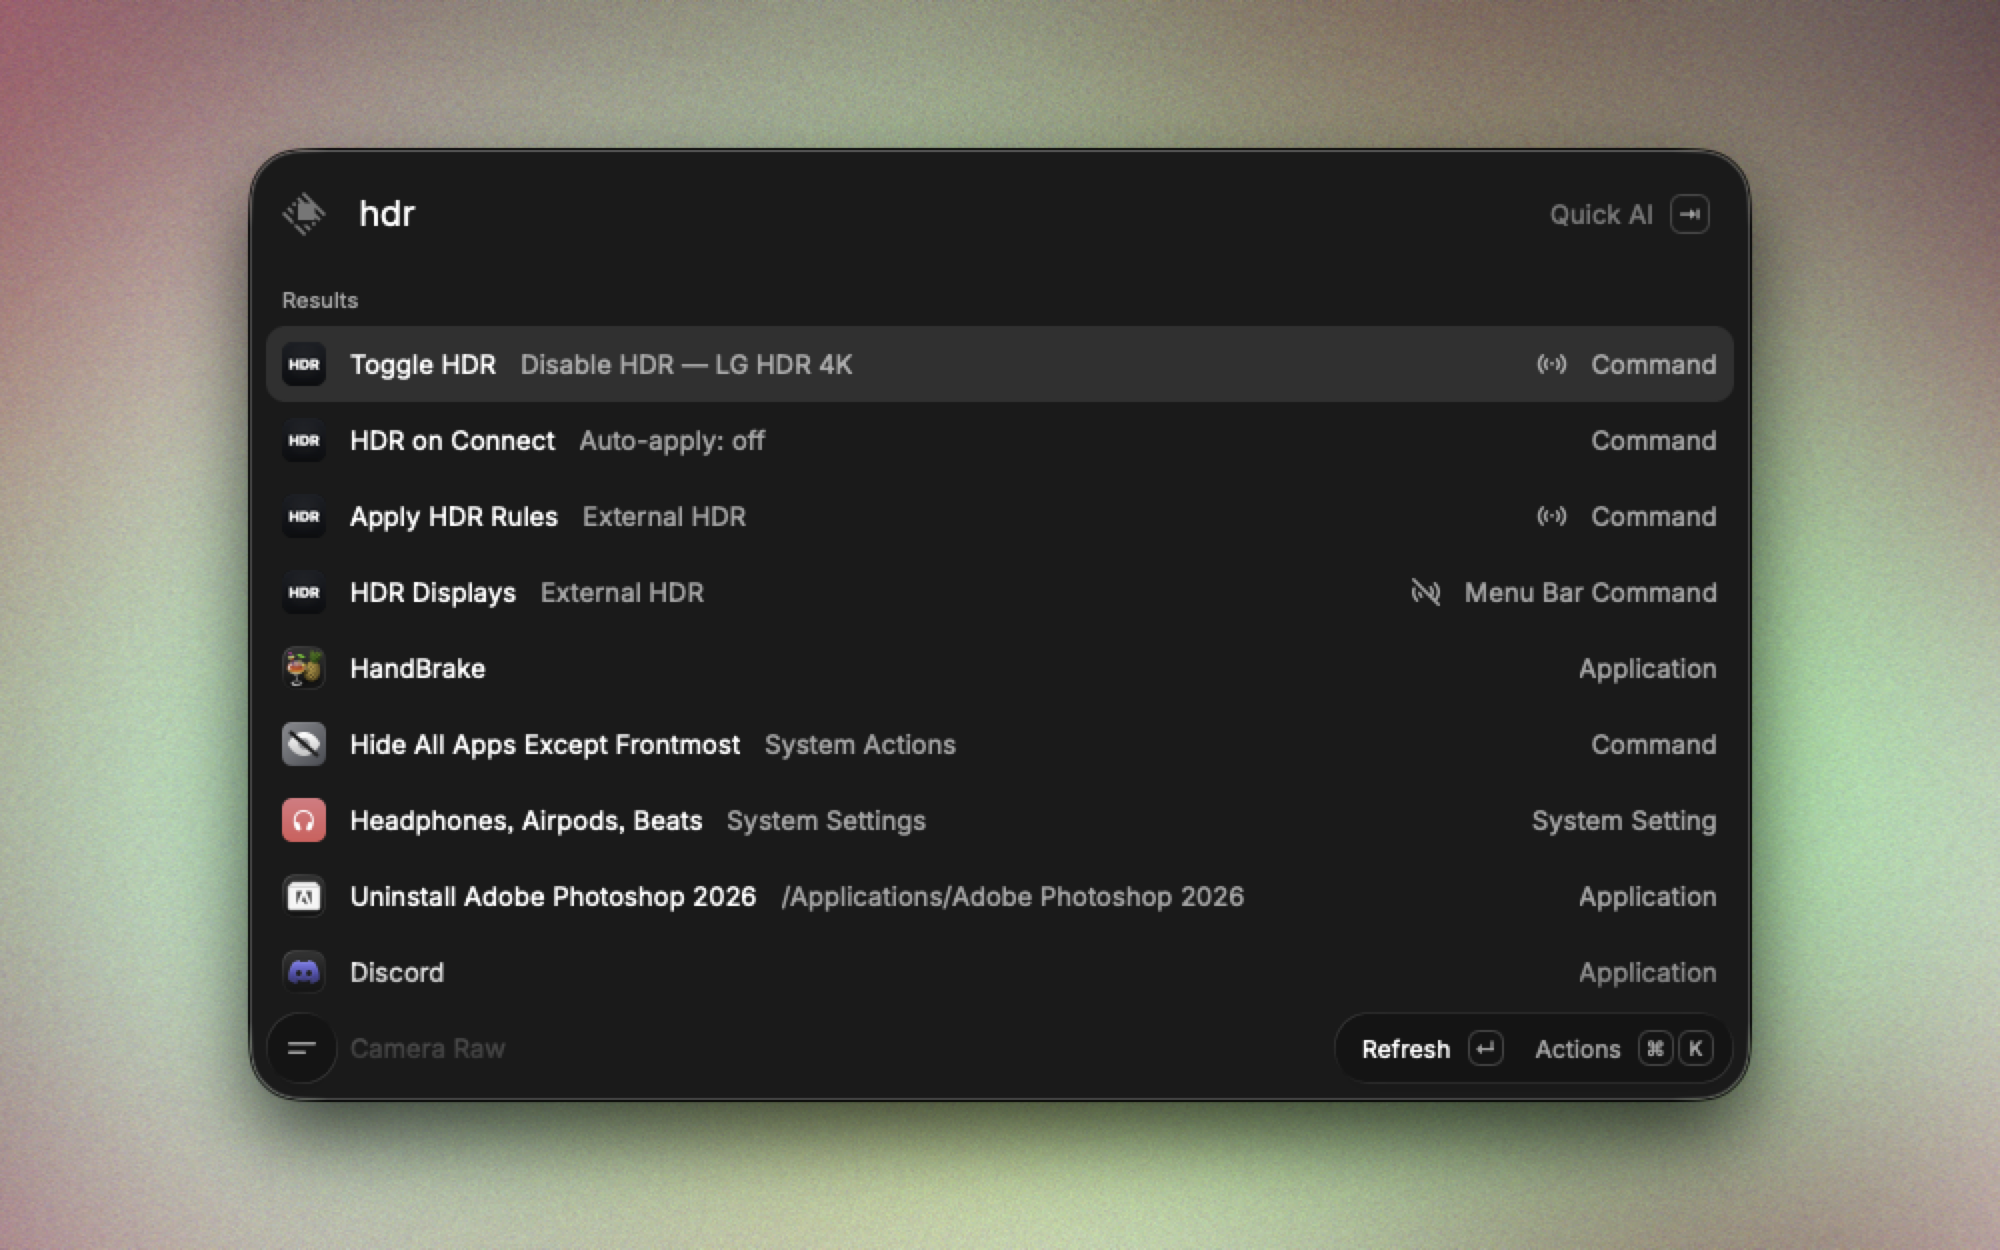 hdr Quick AI
Results
HDR Toggle HDR Disable HDR — LG HDR 4K Command
HDR HDR on Connect Auto-apply: off Command
HDR Apply HDR Rules External HDR Command
HDR HDR Displays External HDR Menu Bar Command
HandBrake Application
Hide All Apps Except Frontmost System Actions Command
Headphones, Airpods, Beats System Settings System Setting
Uninstall Adobe Photoshop 2026 /Applications/Adobe Photoshop 2026 Application
Discord Application
Camera Raw Refresh Actions ⌘ K